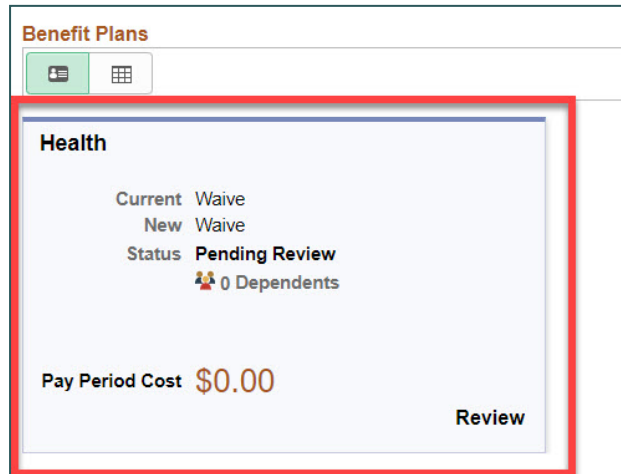 Benefit Plans
Health
Current Waive
New Waive
Status Pending Review
0 Dependents
Pay Period Cost $0.00
Review